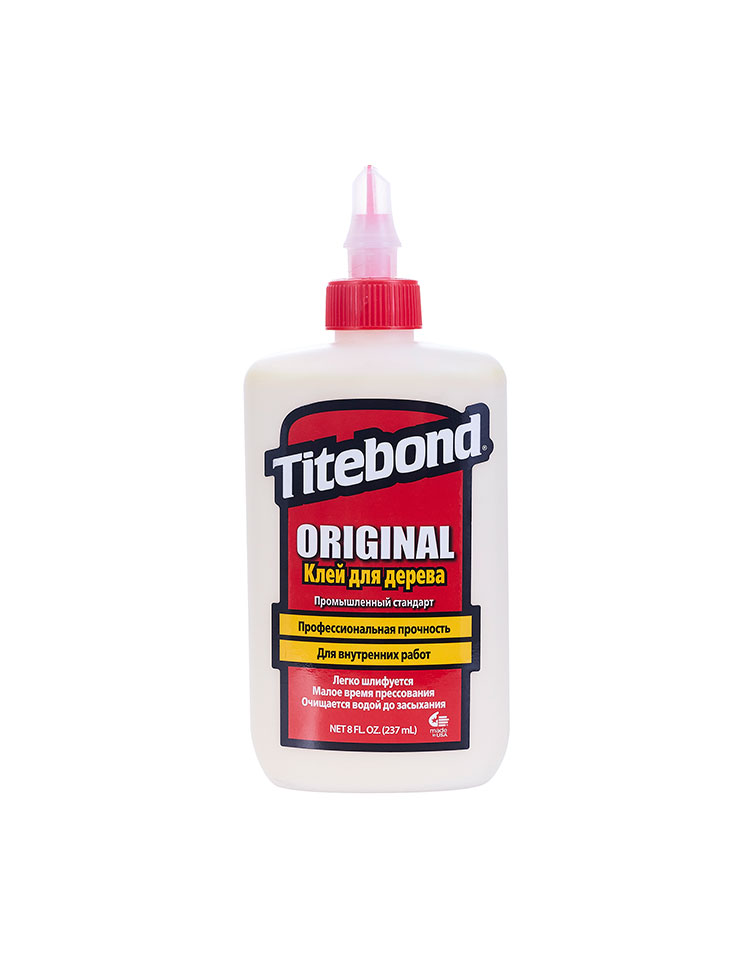 Titebond®
ORIGINAL
Клей для дерева
Промышленный стандарт
Профессиональная прочность
Для внутренних работ
Легко шлифуется
Малое время прессования
Очищается водой до засыхания
NET 8 FL. OZ. (237 mL)
made
in USA